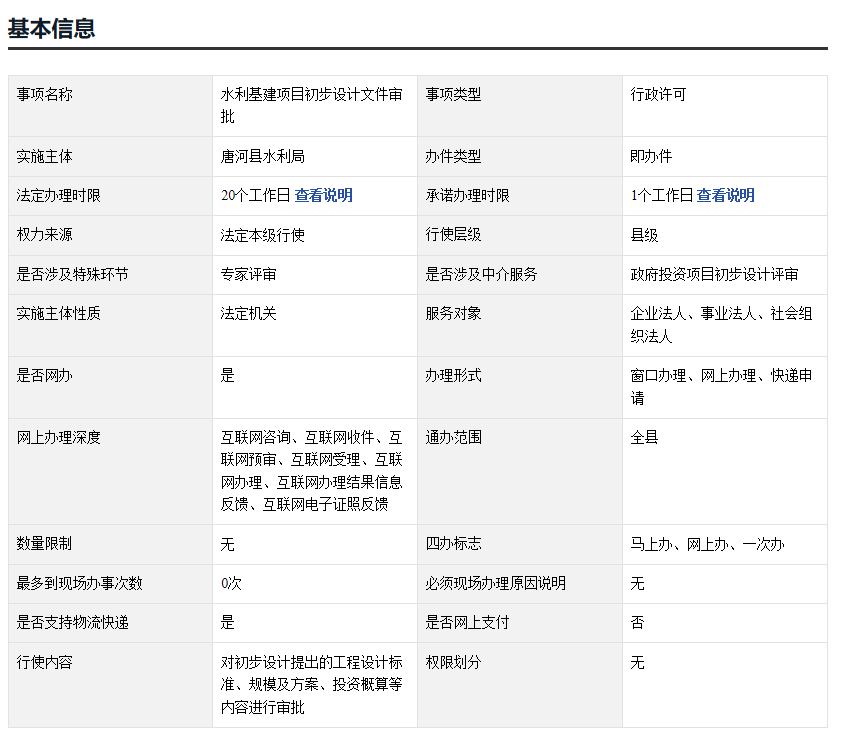 基本信息
事项名称
水利基建项目初步设计文件审
批
事项类型
行政许可
实施主体
唐河县水利局
办件类型
即办件
法定办理时限
20个工作日 查看说明
承诺办理时限
1个工作日 查看说明
权力来源
法定本级行使
行使层级
县级
是否涉及特殊环节
专家评审
是否涉及中介服务
政府投资项目初步设计评审
实施主体性质
法定机关
服务对象
企业法人、事业法人、社会组
织法人
是否网办
是
办理形式
窗口办理、网上办理、快递申
请
网上办理深度
互联网咨询、互联网收件、互
联网预审、互联网受理、互联
网办理、互联网办理结果信息
反馈、互联网电子证照反馈
通办范围
全县
数量限制
无
四办标志
马上办、网上办、一次办
最多到现场办事次数
0次
必须现场办理原因说明
无
是否支持物流快递
是
是否网上支付
否
行使内容
对初步设计提出的工程设计标
准、规模及方案、投资概算等
内容进行审批
权限划分
无